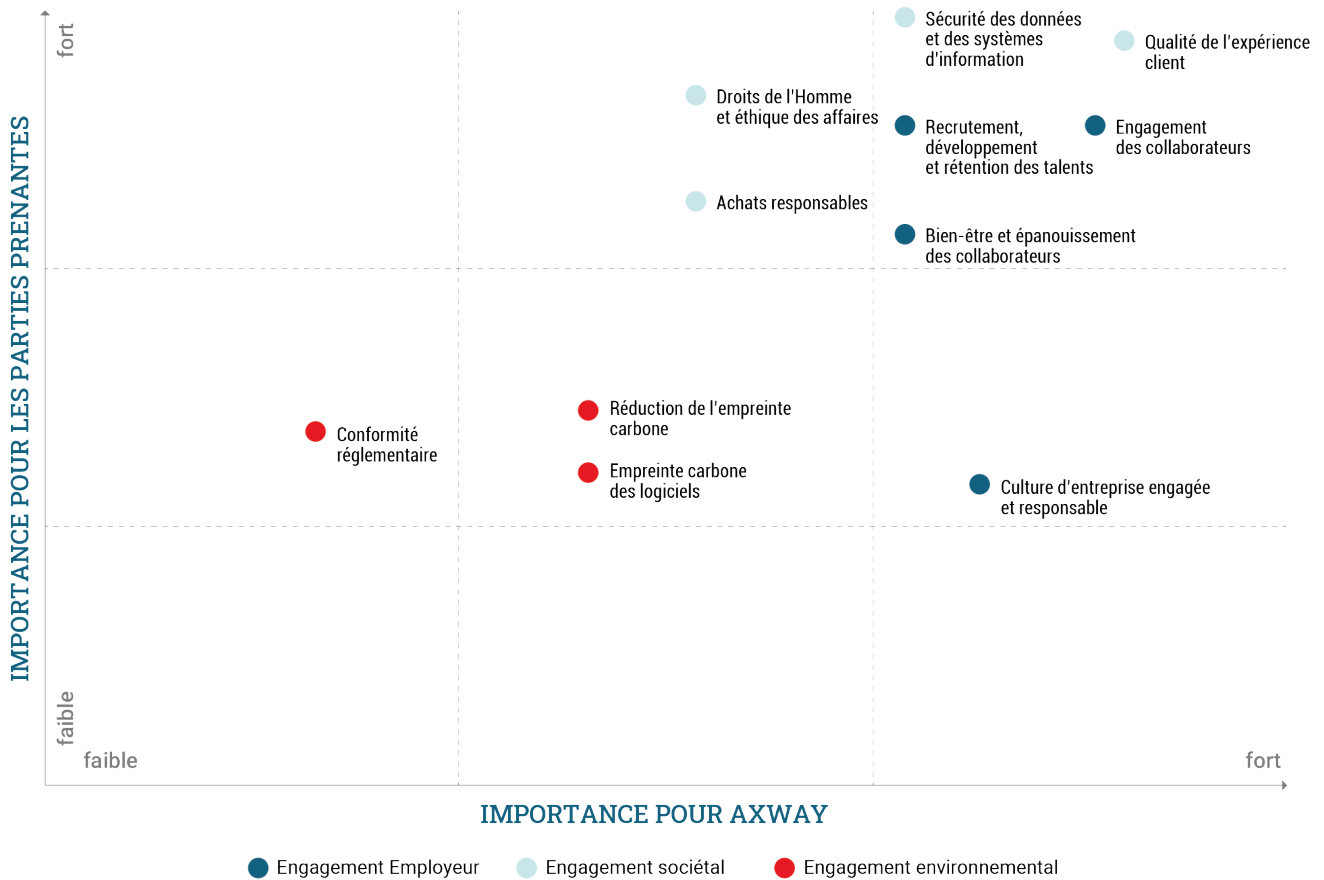 fort
IMPORTANCE POUR LES PARTIES PRENANTES
Sécurité des données
et des systèmes
d'information
Qualité de l'expérience
client
Droits de l'Homme
et éthique des affaires
Recrutement,
développement
et rétention des talents
Engagement
des collaborateurs
Achats responsables
Bien-être et épanouissement
des collaborateurs
Conformité
réglementaire
Réduction de l'empreinte
carbone
Empreinte carbone
des logiciels
Culture d'entreprise engagée
et responsable
faible
faible
fort
IMPORTANCE POUR AXWAY
Engagement Employeur
Engagement sociétal
Engagement environnemental